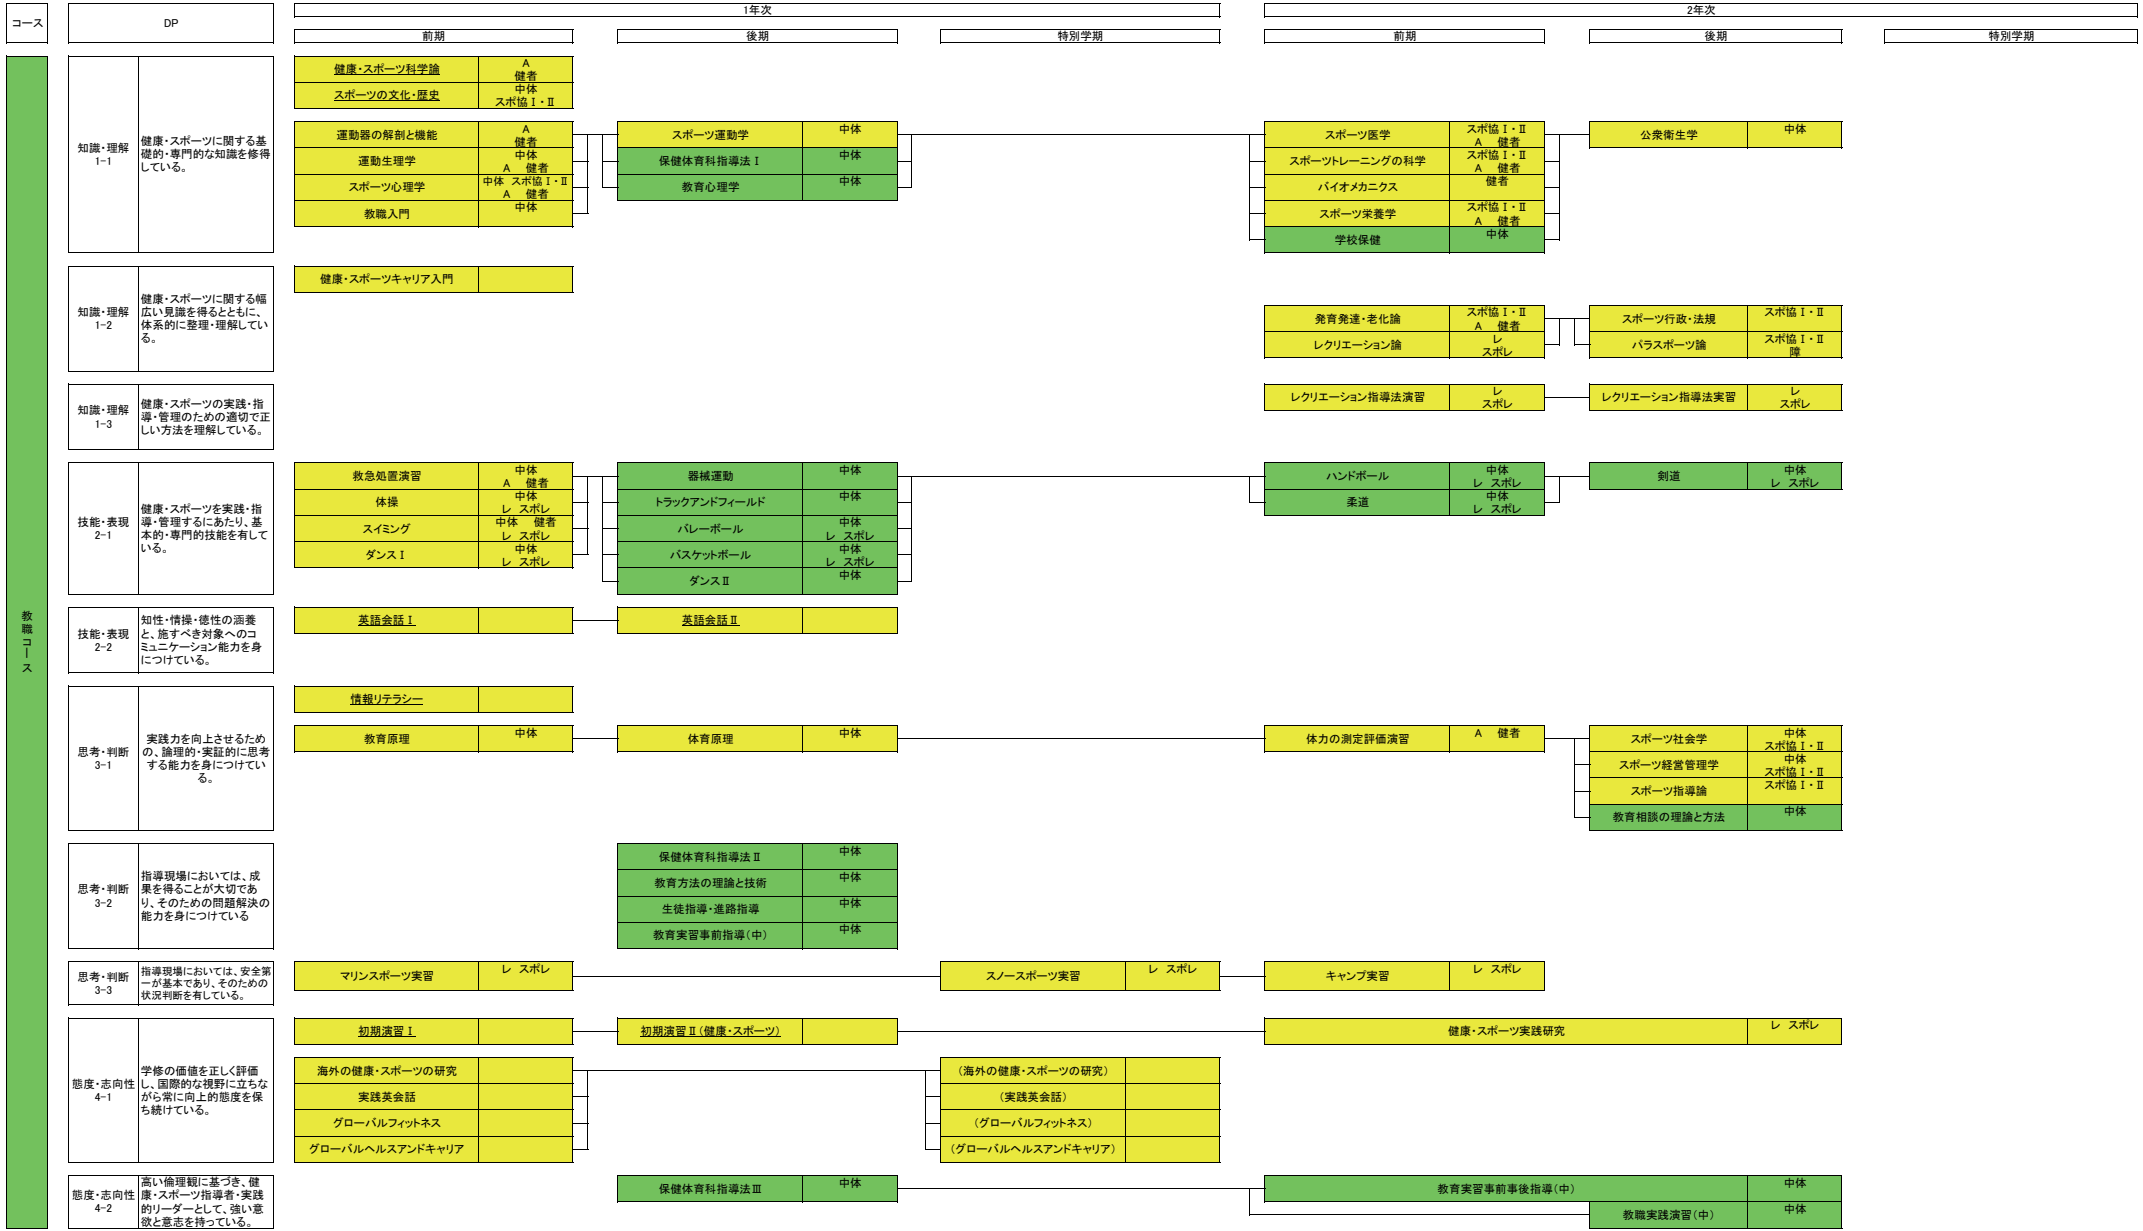 コース
DP
1年次
2年次
前期
後期
特別学期
前期
後期
特別学期
教職コース
知識・理解
1-1
健康・スポーツに関する基
礎的・専門的な知識を修得
している。
健康・スポーツ科学論
A
健者
スポーツの文化・歴史
中体
スポ協Ⅰ・Ⅱ
運動器の解剖と機能
A
健者
運動生理学
中体
A 健者
スポーツ心理学
中体 スポ協Ⅰ・Ⅱ
A 健者
教職入門
中体
スポーツ運動学
中体
保健体育科指導法Ⅰ
中体
教育心理学
中体
スポーツ医学
スポ協Ⅰ・Ⅱ
A 健者
スポーツトレーニングの科学
スポ協Ⅰ・Ⅱ
A 健者
バイオメカニクス
健者
スポーツ栄養学
スポ協Ⅰ・Ⅱ
A 健者
学校保健
中体
公衆衛生学
中体
知識・理解
1-2
健康・スポーツに関する幅
広い見識を得るとともに、
体系的に整理・理解してい
る。
健康・スポーツキャリア入門
発育発達・老化論
スポ協Ⅰ・Ⅱ
A 健者
レクリエーション論
レ
スポレ
スポーツ行政・法規
スポ協Ⅰ・Ⅱ
パラスポーツ論
スポ協Ⅰ・Ⅱ
障
知識・理解
1-3
健康・スポーツの実践・指
導・管理のための適切で正
しい方法を理解している。
レクリエーション指導法演習
レ
スポレ
レクリエーション指導法実習
レ
スポレ
技能・表現
2-1
健康・スポーツを実践・指
導・管理するにあたり、基
本的・専門的技能を有して
いる。
救急処置演習
中体
A 健者
体操
中体
レ スポレ
スイミング
中体 健者
レ スポレ
ダンスⅠ
中体
レ スポレ
器械運動
中体
トラックアンドフィールド
中体
バレーボール
中体
レ スポレ
バスケットボール
中体
レ スポレ
ダンスⅡ
中体
ハンドボール
中体
レ スポレ
柔道
中体
レ スポレ
剣道
中体
レ スポレ
技能・表現
2-2
知性・情操・徳性の涵養
と、施すべき対象へのコ
ミュニケーション能力を身
につけている。
英語会話Ⅰ
英語会話Ⅱ
思考・判断
3-1
実践力を向上させるため
の、論理的・実証的に思考
する能力を身につけてい
る。
情報リテラシー
教育原理
中体
体育原理
中体
体力の測定評価演習
A 健者
スポーツ社会学
中体
スポ協Ⅰ・Ⅱ
スポーツ経営管理学
中体
スポ協Ⅰ・Ⅱ
スポーツ指導論
スポ協Ⅰ・Ⅱ
教育相談の理論と方法
中体
思考・判断
3-2
指導現場においては、成
果を得ることが大切であ
り、そのための問題解決の
能力を身につけている
保健体育科指導法Ⅱ
中体
教育方法の理論と技術
中体
生徒指導・進路指導
中体
教育実習事前指導(中)
中体
思考・判断
3-3
指導現場においては、安全第
一が基本であり、そのための
状況判断を有している。
マリンスポーツ実習
レ スポレ
スノースポーツ実習
レ スポレ
キャンプ実習
レ スポレ
態度・志向性
4-1
学修の価値を正しく評価
し、国際的な視野に立ちな
がら常に向上的態度を保
ち続けている。
初期演習Ⅰ
初期演習Ⅱ(健康・スポーツ)
健康・スポーツ実践研究
レ スポレ
海外の健康・スポーツの研究
実践英会話
グローバルフィットネス
グローバルヘルスアンドキャリア
(海外の健康・スポーツの研究)
(実践英会話)
(グローバルフィットネス)
(グローバルヘルスアンドキャリア)
態度・志向性
4-2
高い倫理観に基づき、健
康・スポーツ指導者・実践
的リーダーとして、強い意
欲と意志を持っている。
保健体育科指導法Ⅲ
中体
教育実習事前事後指導(中)
中体
教職実践演習(中)
中体